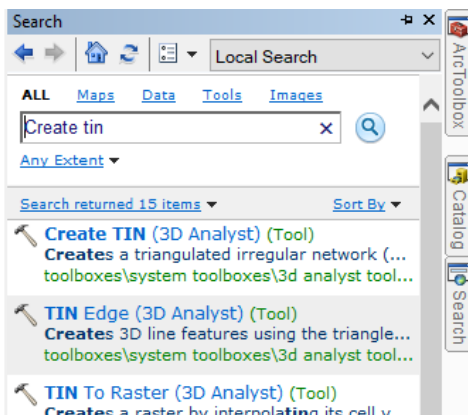 Search
Local Search
ALL Maps Data Tools Images
Create tin
Any Extent
Search returned 15 items Sort By
Create TIN (3D Analyst) (Tool)
Creates a triangulated irregular network (...
toolboxes\system toolboxes\3d analyst tool...
TIN Edge (3D Analyst) (Tool)
Creates 3D line features using the triangle...
toolboxes\system toolboxes\3d analyst tool...
TIN To Raster (3D Analyst) (Tool)
Creates a raster by interpolating its cell v
ArcToolbox
Catalog
Search